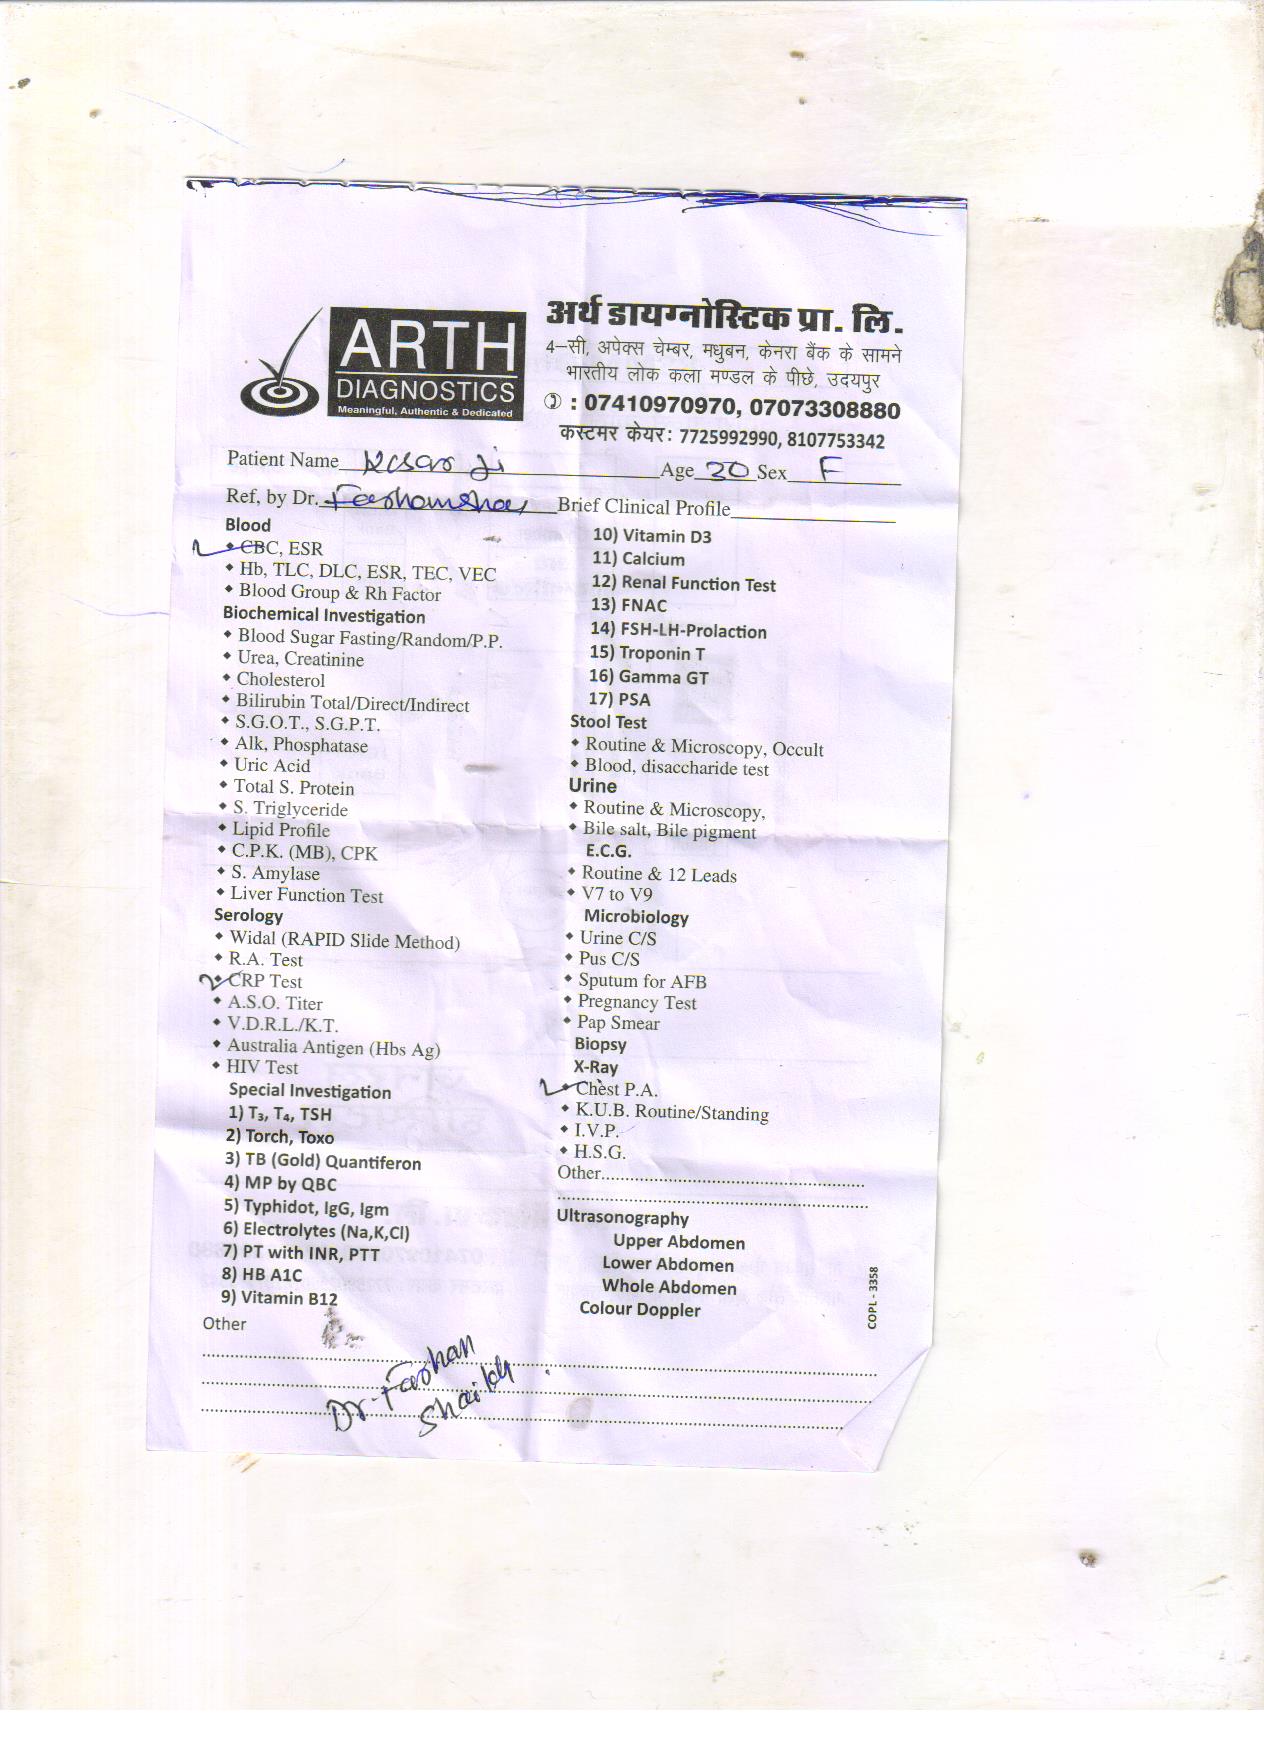 ARTH
DIAGNOSTICS
Meaningful, Authentic & Dedicated
अर्थ डायग्नोस्टिक प्रा. लि.
4–सी, अपेक्स चेम्बर, मधुबन, केनरा बैंक के सामने
भारतीय लोक कला मण्डल के पीछे, उदयपुर
: 07410970970, 07073308880
कस्टमर केयर: 7725992990, 8107753342
Patient Name Kesar Ji Age 30 Sex F
Ref, by Dr. Brief Clinical Profile
Blood
CBC, ESR
Hb, TLC, DLC, ESR, TEC, VEC
Blood Group & Rh Factor
Biochemical Investigation
Blood Sugar Fasting/Random/P.P.
Urea, Creatinine
Cholesterol
Bilirubin Total/Direct/Indirect
S.G.O.T., S.G.P.T.
Alk, Phosphatase
Uric Acid
Total S. Protein
S. Triglyceride
Lipid Profile
C.P.K. (MB), CPK
S. Amylase
Liver Function Test
Serology
Widal (RAPID Slide Method)
R.A. Test
CRP Test
A.S.O. Titer
V.D.R.L./K.T.
Australia Antigen (Hbs Ag)
HIV Test
Special Investigation
1) T₃, T₄, TSH
2) Torch, Toxo
3) TB (Gold) Quantiferon
4) MP by QBC
5) Typhidot, IgG, Igm
6) Electrolytes (Na,K,Cl)
7) PT with INR, PTT
8) HB A1C
9) Vitamin B12
Other
10) Vitamin D3
11) Calcium
12) Renal Function Test
13) FNAC
14) FSH-LH-Prolaction
15) Troponin T
16) Gamma GT
17) PSA
Stool Test
Routine & Microscopy, Occult
Blood, disaccharide test
Urine
Routine & Microscopy,
Bile salt, Bile pigment
E.C.G.
Routine & 12 Leads
V7 to V9
Microbiology
Urine C/S
Pus C/S
Sputum for AFB
Pregnancy Test
Pap Smear
Biopsy
X-Ray
Chest P.A.
K.U.B. Routine/Standing
I.V.P.
H.S.G.
Other
Ultrasonography
Upper Abdomen
Lower Abdomen
Whole Abdomen
Colour Doppler
COPL - 3358
Dr. Farhan
Shaikh